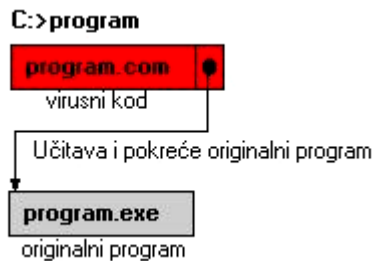 C:>program
program.com
virusni kod
Učitava i pokreće originalni program
program.exe
originalni program